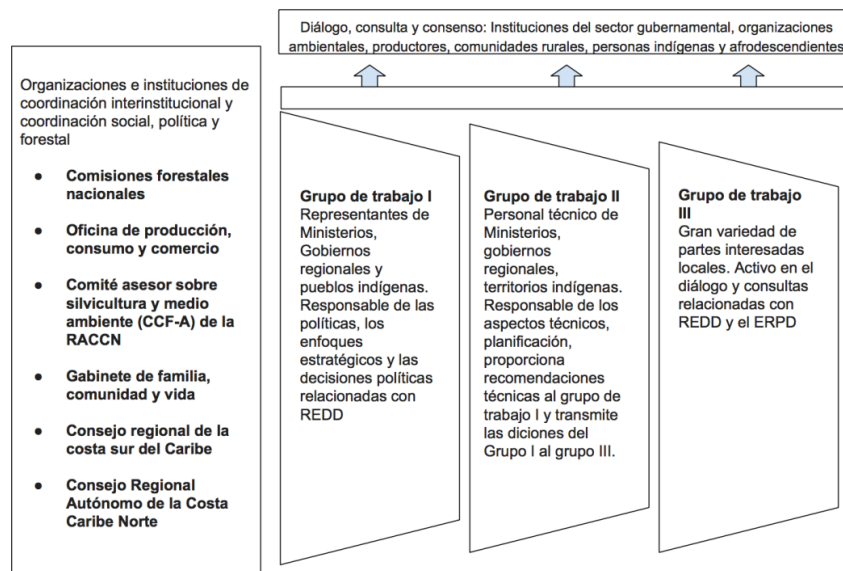 Diálogo, consulta y consenso: Instituciones del sector gubernamental, organizaciones
ambientales, productores, comunidades rurales, personas indígenas y afrodescendientes
Organizaciones e instituciones de
coordinación interinstitucional y
coordinación social, política y
forestal
● Comisiones forestales
nacionales
● Oficina de producción,
consumo y comercio
● Comité asesor sobre
silvicultura y medio
ambiente (CCF-A) de la
RACCN
● Gabinete de familia,
comunidad y vida
● Consejo regional de la
costa sur del Caribe
● Consejo Regional
Autónomo de la Costa
Caribe Norte
Grupo de trabajo I
Representantes de
Ministerios,
Gobiernos
regionales y
pueblos indígenas.
Responsable de las
políticas, los
enfoques
estratégicos y las
decisiones políticas
relacionadas con
REDD
Grupo de trabajo II
Personal técnico de
Ministerios,
gobiernos
regionales,
territorios indígenas.
Responsable de los
aspectos técnicos,
planificación,
proporciona
recomendaciones
técnicas al grupo de
trabajo I y transmite
las diciones del
Grupo I al grupo III.
Grupo de trabajo
III
Gran variedad de
partes interesadas
locales. Activo en el
diálogo y consultas
relacionadas con
REDD y el ERPD